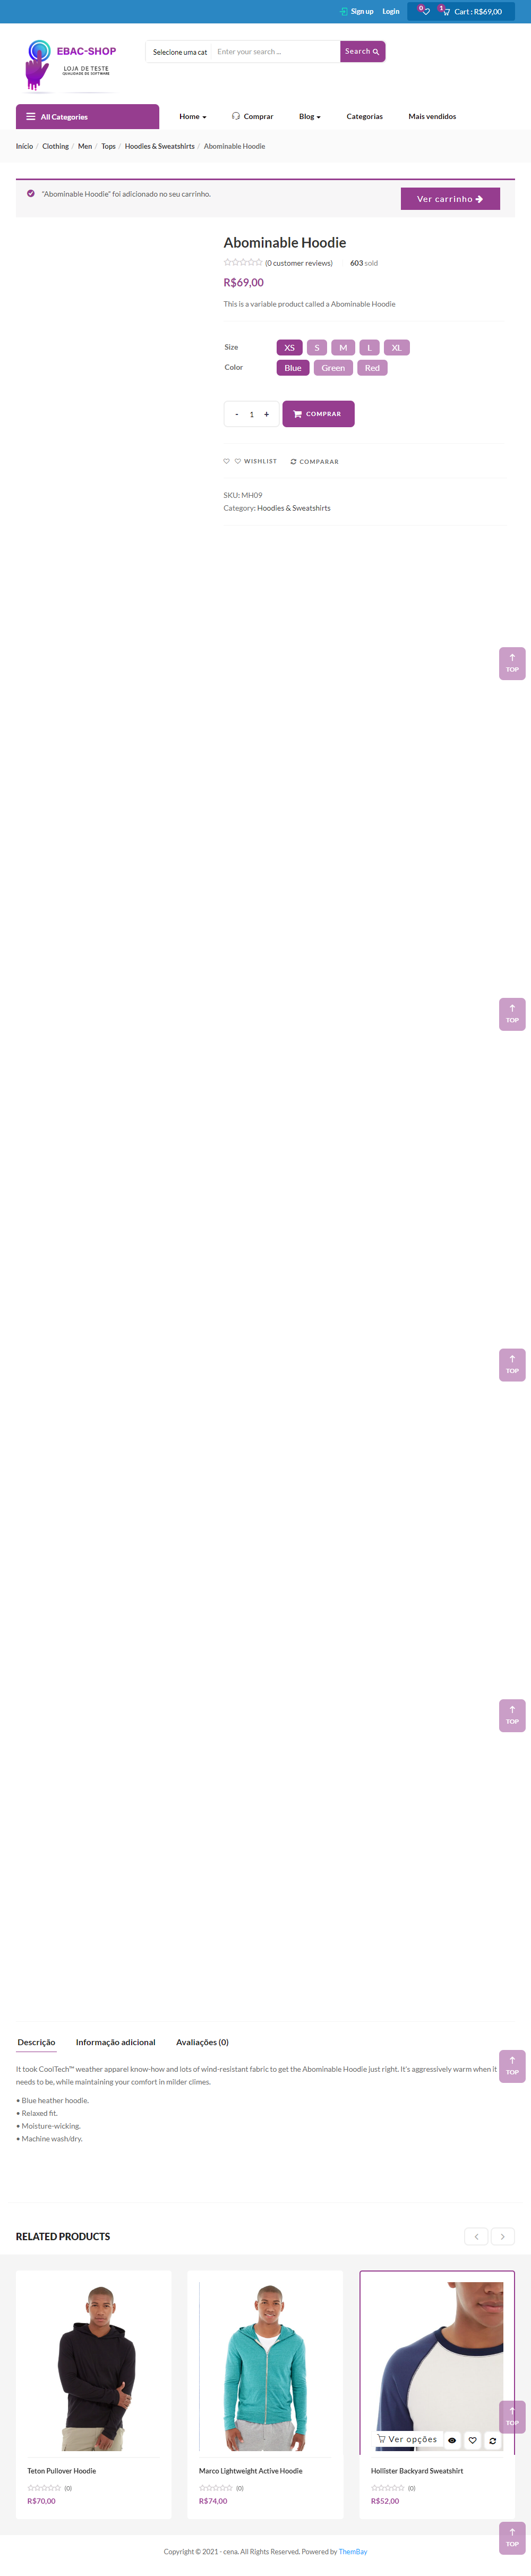 Sign up Login 0 1 Cart : R$69,00
EBAC-SHOP
LOJA DE TESTE
QUALIDADE DE SOFTWARE
Selecione uma cat Enter your search ... Search
All Categories Home Comprar Blog Categorias Mais vendidos
Início / Clothing / Men / Tops / Hoodies & Sweatshirts / Abominable Hoodie
"Abominable Hoodie" foi adicionado no seu carrinho. Ver carrinho
Abominable Hoodie
(0 customer reviews) 603 sold
R$69,00
This is a variable product called a Abominable Hoodie
Size XS S M L XL
Color Blue Green Red
- 1 + COMPRAR
WISHLIST COMPARAR
SKU: MH09
Category: Hoodies & Sweatshirts
TOP
TOP
TOP
TOP
Descrição Informação adicional Avaliações (0)
TOP
It took CoolTech™ weather apparel know-how and lots of wind-resistant fabric to get the Abominable Hoodie just right. It's aggressively warm when it
needs to be, while maintaining your comfort in milder climes.
• Blue heather hoodie.
• Relaxed fit.
• Moisture-wicking.
• Machine wash/dry.
RELATED PRODUCTS
TOP
Ver opções
Teton Pullover Hoodie Marco Lightweight Active Hoodie Hollister Backyard Sweatshirt
(0) (0) (0)
R$70,00 R$74,00 R$52,00
TOP
Copyright © 2021 - cena. All Rights Reserved. Powered by ThemBay